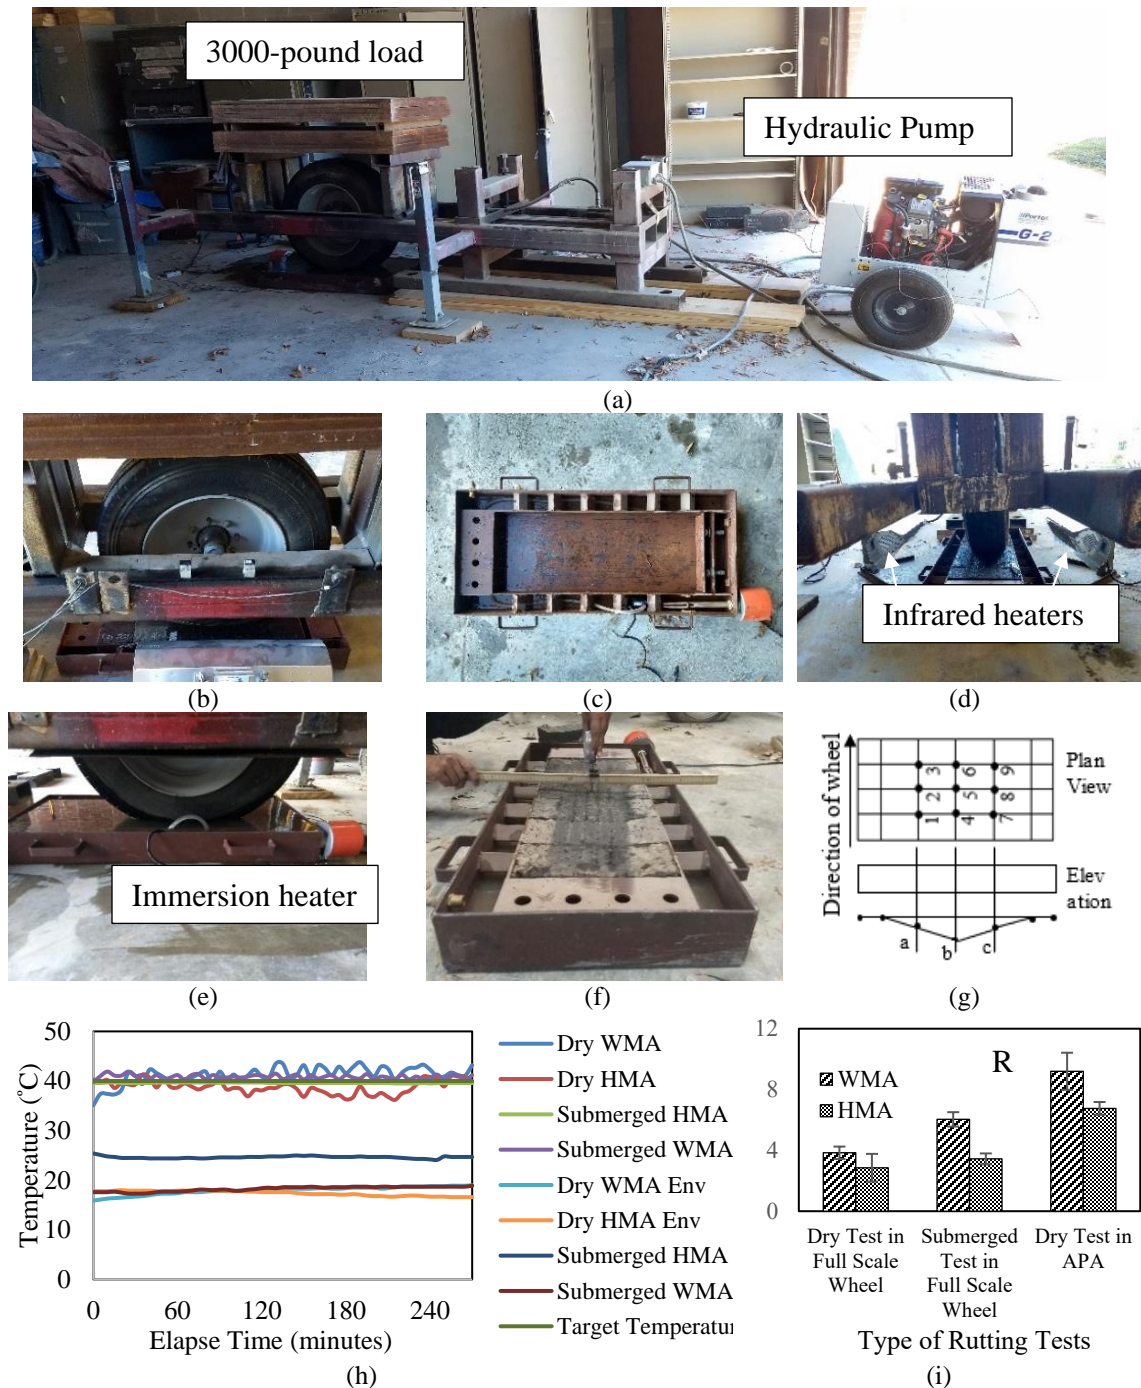 3000-pound load
Hydraulic Pump
G-2
(a)
Infrared heaters
(b)
(c)
(d)
Immersion heater
Direction of wheel
3 6 9
2 5 8
1 4 7
Plan
View
Elev
ation
a b c
(e)
(f)
(g)
Temperature (°C)
50
40
30
20
10
0
0 60 120 180 240
Elapse Time (minutes)
Dry WMA
Dry HMA
Submerged HMA
Submerged WMA
Dry WMA Env
Dry HMA Env
Submerged HMA
Submerged WMA
Target Temperatur
(h)
12
8
4
0
R
WMA
HMA
Dry Test in
Full Scale
Wheel
Submerged
Test in
Full Scale
Wheel
Dry Test in
APA
Type of Rutting Tests
(i)